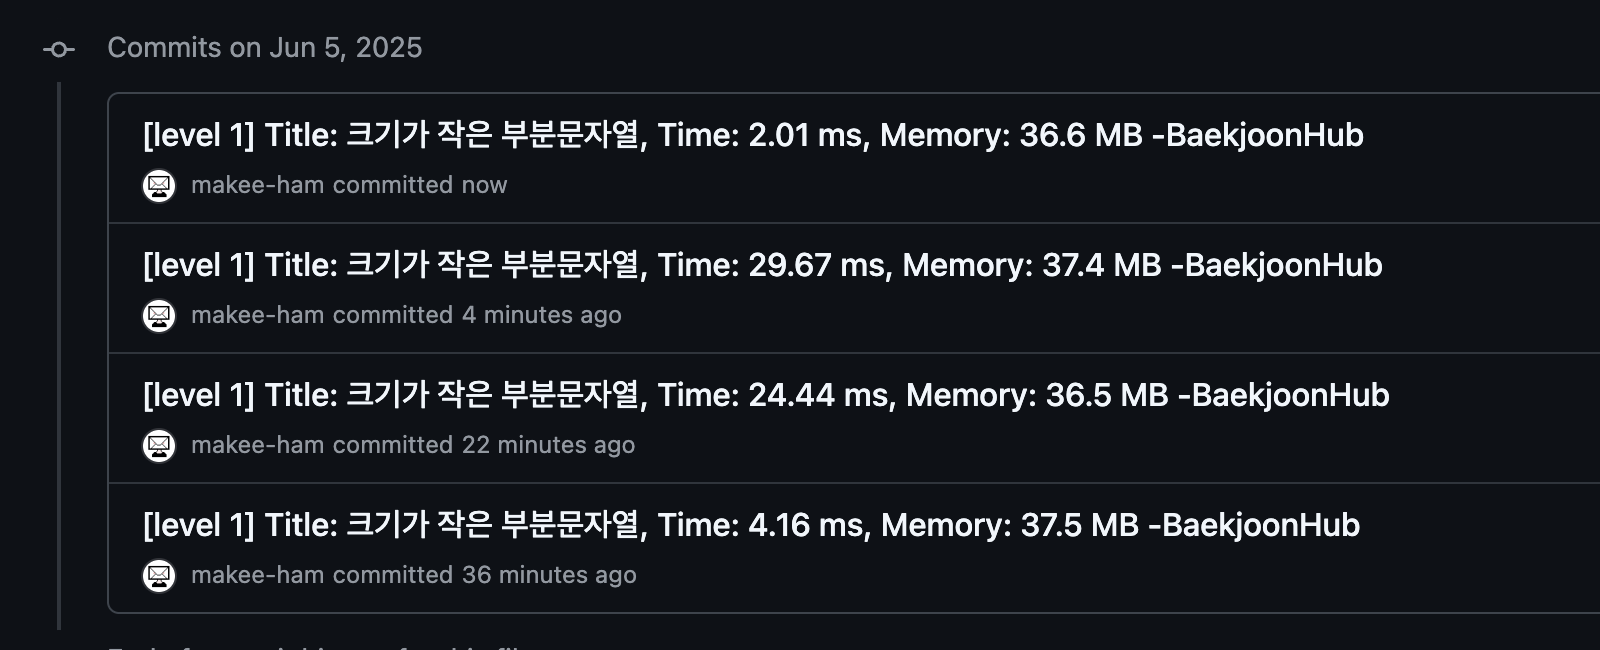 Commits on Jun 5, 2025
[level 1] Title: 크기가 작은 부분문자열, Time: 2.01 ms, Memory: 36.6 MB -BaekjoonHub
makee-ham committed now
[level 1] Title: 크기가 작은 부분문자열, Time: 29.67 ms, Memory: 37.4 MB -BaekjoonHub
makee-ham committed 4 minutes ago
[level 1] Title: 크기가 작은 부분문자열, Time: 24.44 ms, Memory: 36.5 MB -BaekjoonHub
makee-ham committed 22 minutes ago
[level 1] Title: 크기가 작은 부분문자열, Time: 4.16 ms, Memory: 37.5 MB -BaekjoonHub
makee-ham committed 36 minutes ago